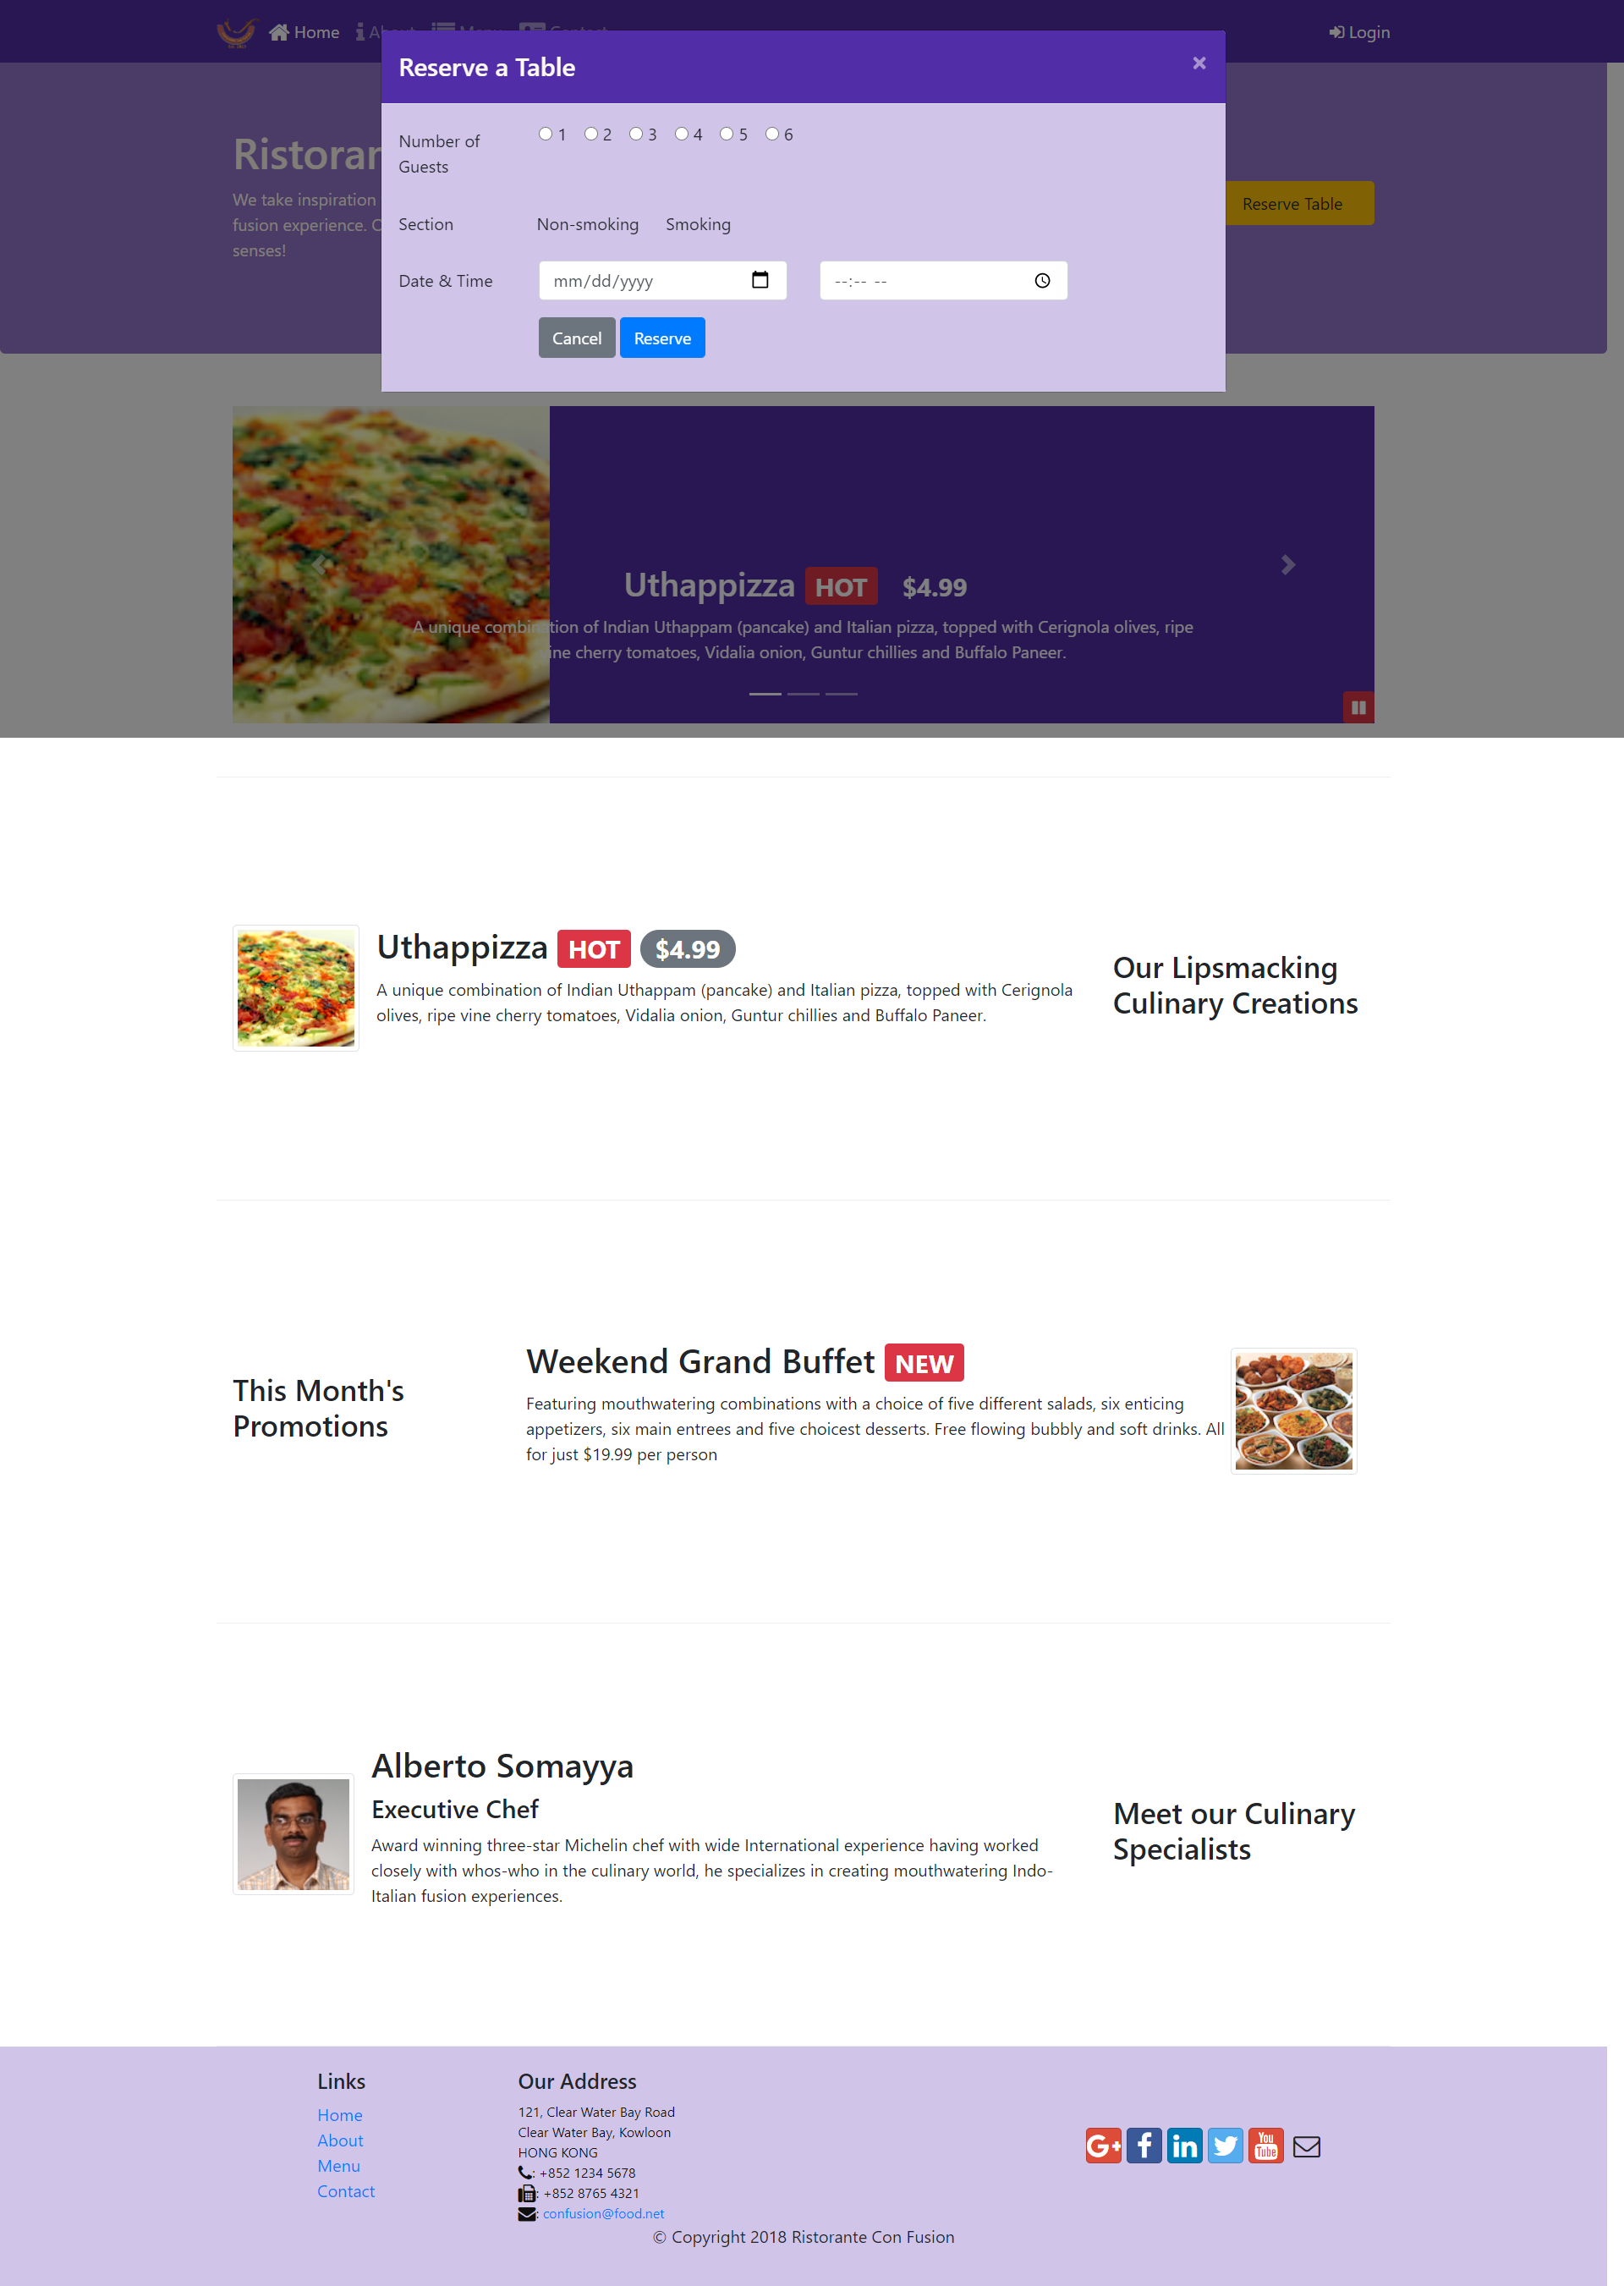 Home
About Menu Contact
Login
Reserve a Table
×
Number of
Guests
1 2 3 4 5 6
Section
Non-smoking Smoking
Date & Time
mm/dd/yyyy
--:-- --
Cancel
Reserve
Ristoran
We take inspiration
fusion experience. C
senses!
Reserve Table
Uthappizza HOT $4.99
A unique combination of Indian Uthappam (pancake) and Italian pizza, topped with Cerignola olives, ripe
ine cherry tomatoes, Vidalia onion, Guntur chillies and Buffalo Paneer.
Uthappizza HOT $4.99
A unique combination of Indian Uthappam (pancake) and Italian pizza, topped with Cerignola
olives, ripe vine cherry tomatoes, Vidalia onion, Guntur chillies and Buffalo Paneer.
Our Lipsmacking
Culinary Creations
This Month's
Promotions
Weekend Grand Buffet NEW
Featuring mouthwatering combinations with a choice of five different salads, six enticing
appetizers, six main entrees and five choicest desserts. Free flowing bubbly and soft drinks. All
for just $19.99 per person
Alberto Somayya
Executive Chef
Award winning three-star Michelin chef with wide International experience having worked
closely with whos-who in the culinary world, he specializes in creating mouthwatering Indo-
Italian fusion experiences.
Meet our Culinary
Specialists
Links
Home
About
Menu
Contact
Our Address
121, Clear Water Bay Road
Clear Water Bay, Kowloon
HONG KONG
: +852 1234 5678
: +852 8765 4321
: confusion@food.net
G+ f in You Tube
© Copyright 2018 Ristorante Con Fusion